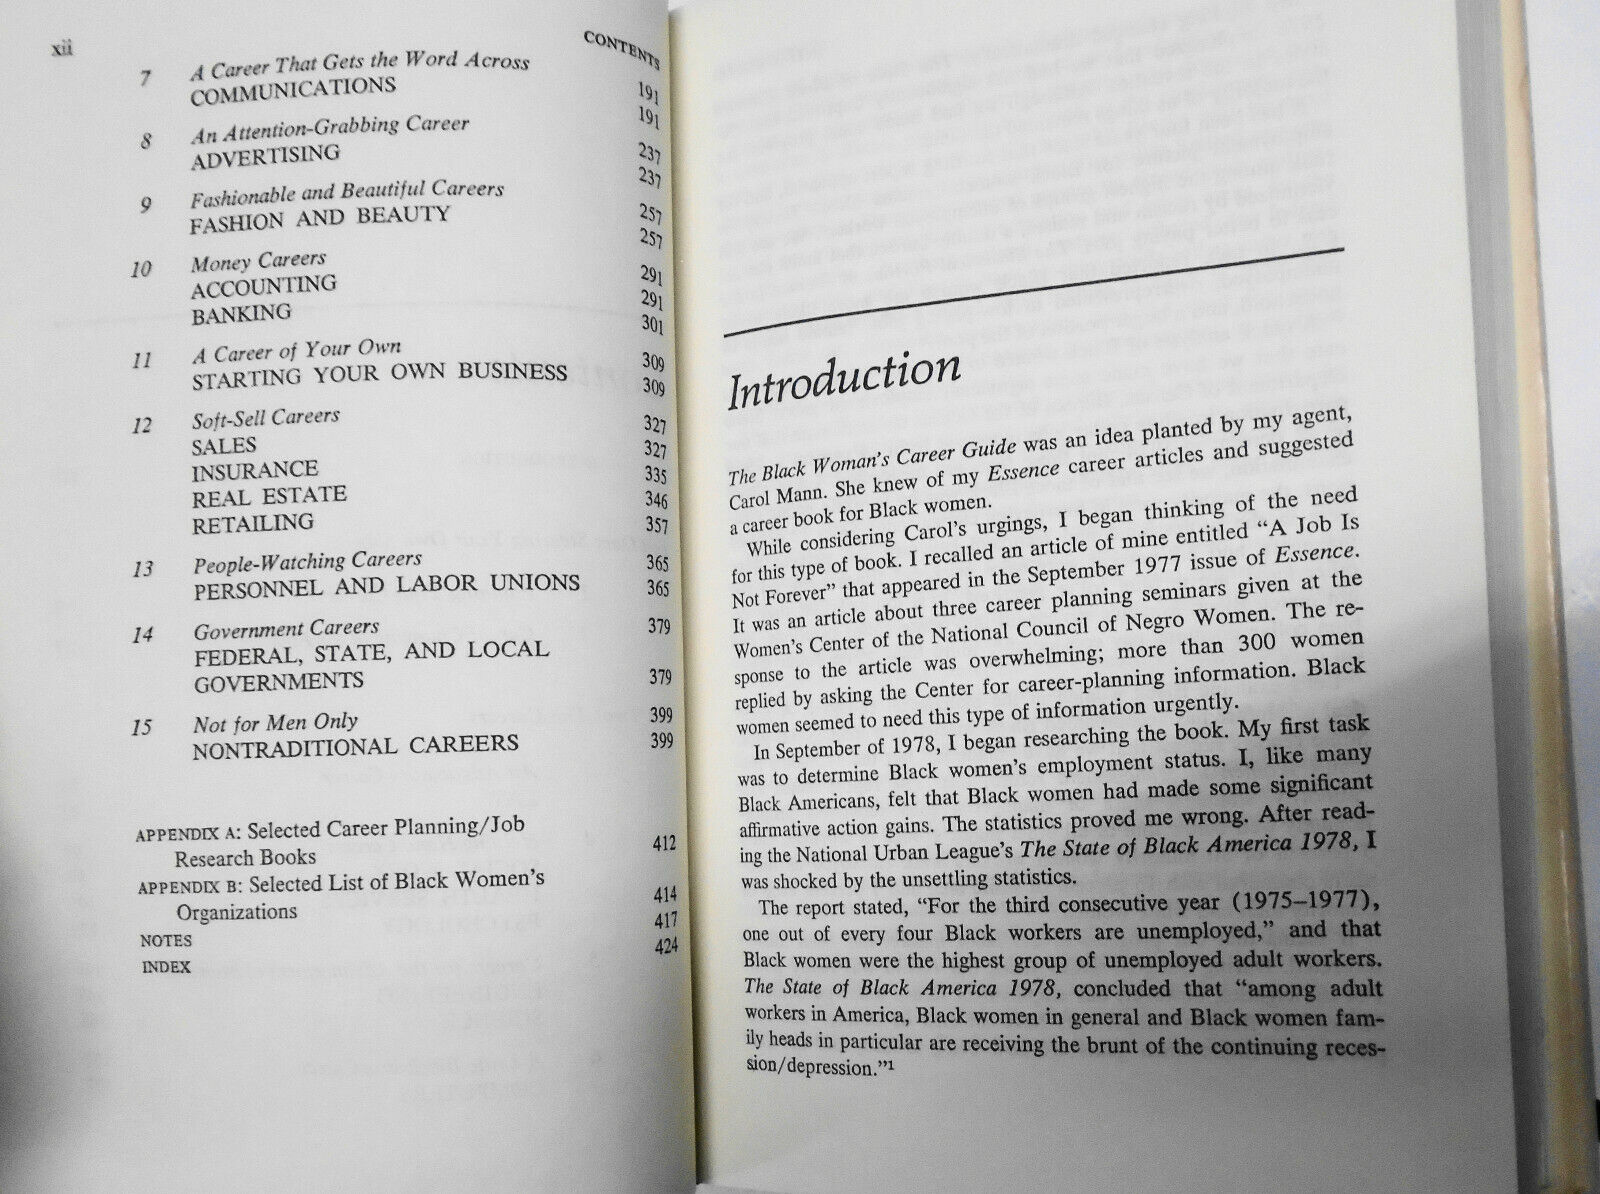 xii
CONTENTS
7 A Career That Gets the Word Across 191
COMMUNICATIONS 191
8 An Attention-Grabbing Career 237
ADVERTISING 237
9 Fashionable and Beautiful Careers 257
FASHION AND BEAUTY 257
10 Money Careers 291
ACCOUNTING 291
BANKING 301
11 A Career of Your Own 309
STARTING YOUR OWN BUSINESS 309
12 Soft-Sell Careers 327
SALES 327
INSURANCE 335
REAL ESTATE 346
RETAILING 357
13 People-Watching Careers 365
PERSONNEL AND LABOR UNIONS 365
14 Government Careers 379
FEDERAL, STATE, AND LOCAL
GOVERNMENTS 379
15 Not for Men Only 399
NONTRADITIONAL CAREERS 399
APPENDIX A: Selected Career Planning/Job
Research Books 412
APPENDIX B: Selected List of Black Women's
Organizations 414
NOTES 417
INDEX 424
Introduction
The Black Woman's Career Guide was an idea planted by my agent,
Carol Mann. She knew of my Essence career articles and suggested
a career book for Black women.
While considering Carol's urgings, I began thinking of the need
for this type of book. I recalled an article of mine entitled “A Job Is
Not Forever” that appeared in the September 1977 issue of Essence.
It was an article about three career planning seminars given at the
Women's Center of the National Council of Negro Women. The re-
sponse to the article was overwhelming; more than 300 women
replied by asking the Center for career-planning information. Black
women seemed to need this type of information urgently.
In September of 1978, I began researching the book. My first task
was to determine Black women's employment status. I, like many
Black Americans, felt that Black women had made some significant
affirmative action gains. The statistics proved me wrong. After read-
ing the National Urban League's The State of Black America 1978, I
was shocked by the unsettling statistics.
The report stated, “For the third consecutive year (1975–1977),
one out of every four Black workers are unemployed,” and that
Black women were the highest group of unemployed adult workers.
The State of Black America 1978, concluded that “among adult
workers in America, Black women in general and Black women fam-
ily heads in particular are receiving the brunt of the continuing reces-
sion/depression.”1